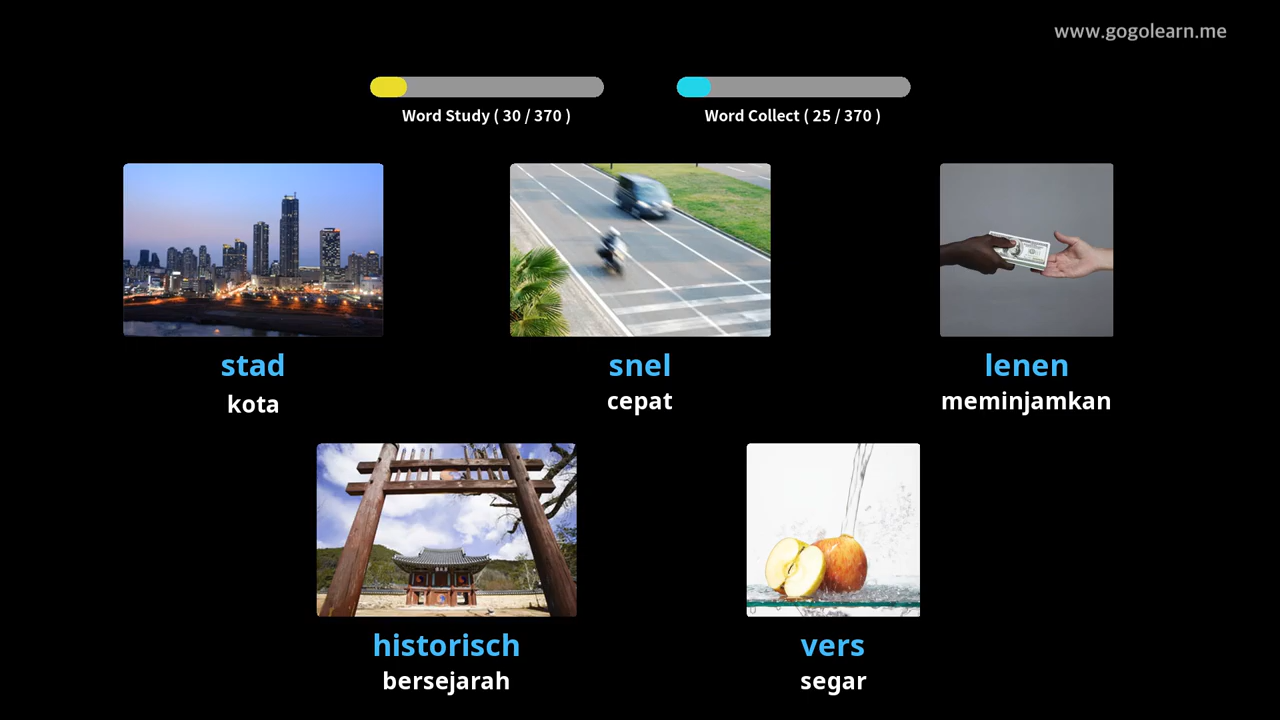 www.gogolearn.me
Word Study ( 30 / 370 )
Word Collect ( 25 / 370 )
stad
kota
snel
cepat
lenen
meminjamkan
historisch
bersejarah
vers
segar